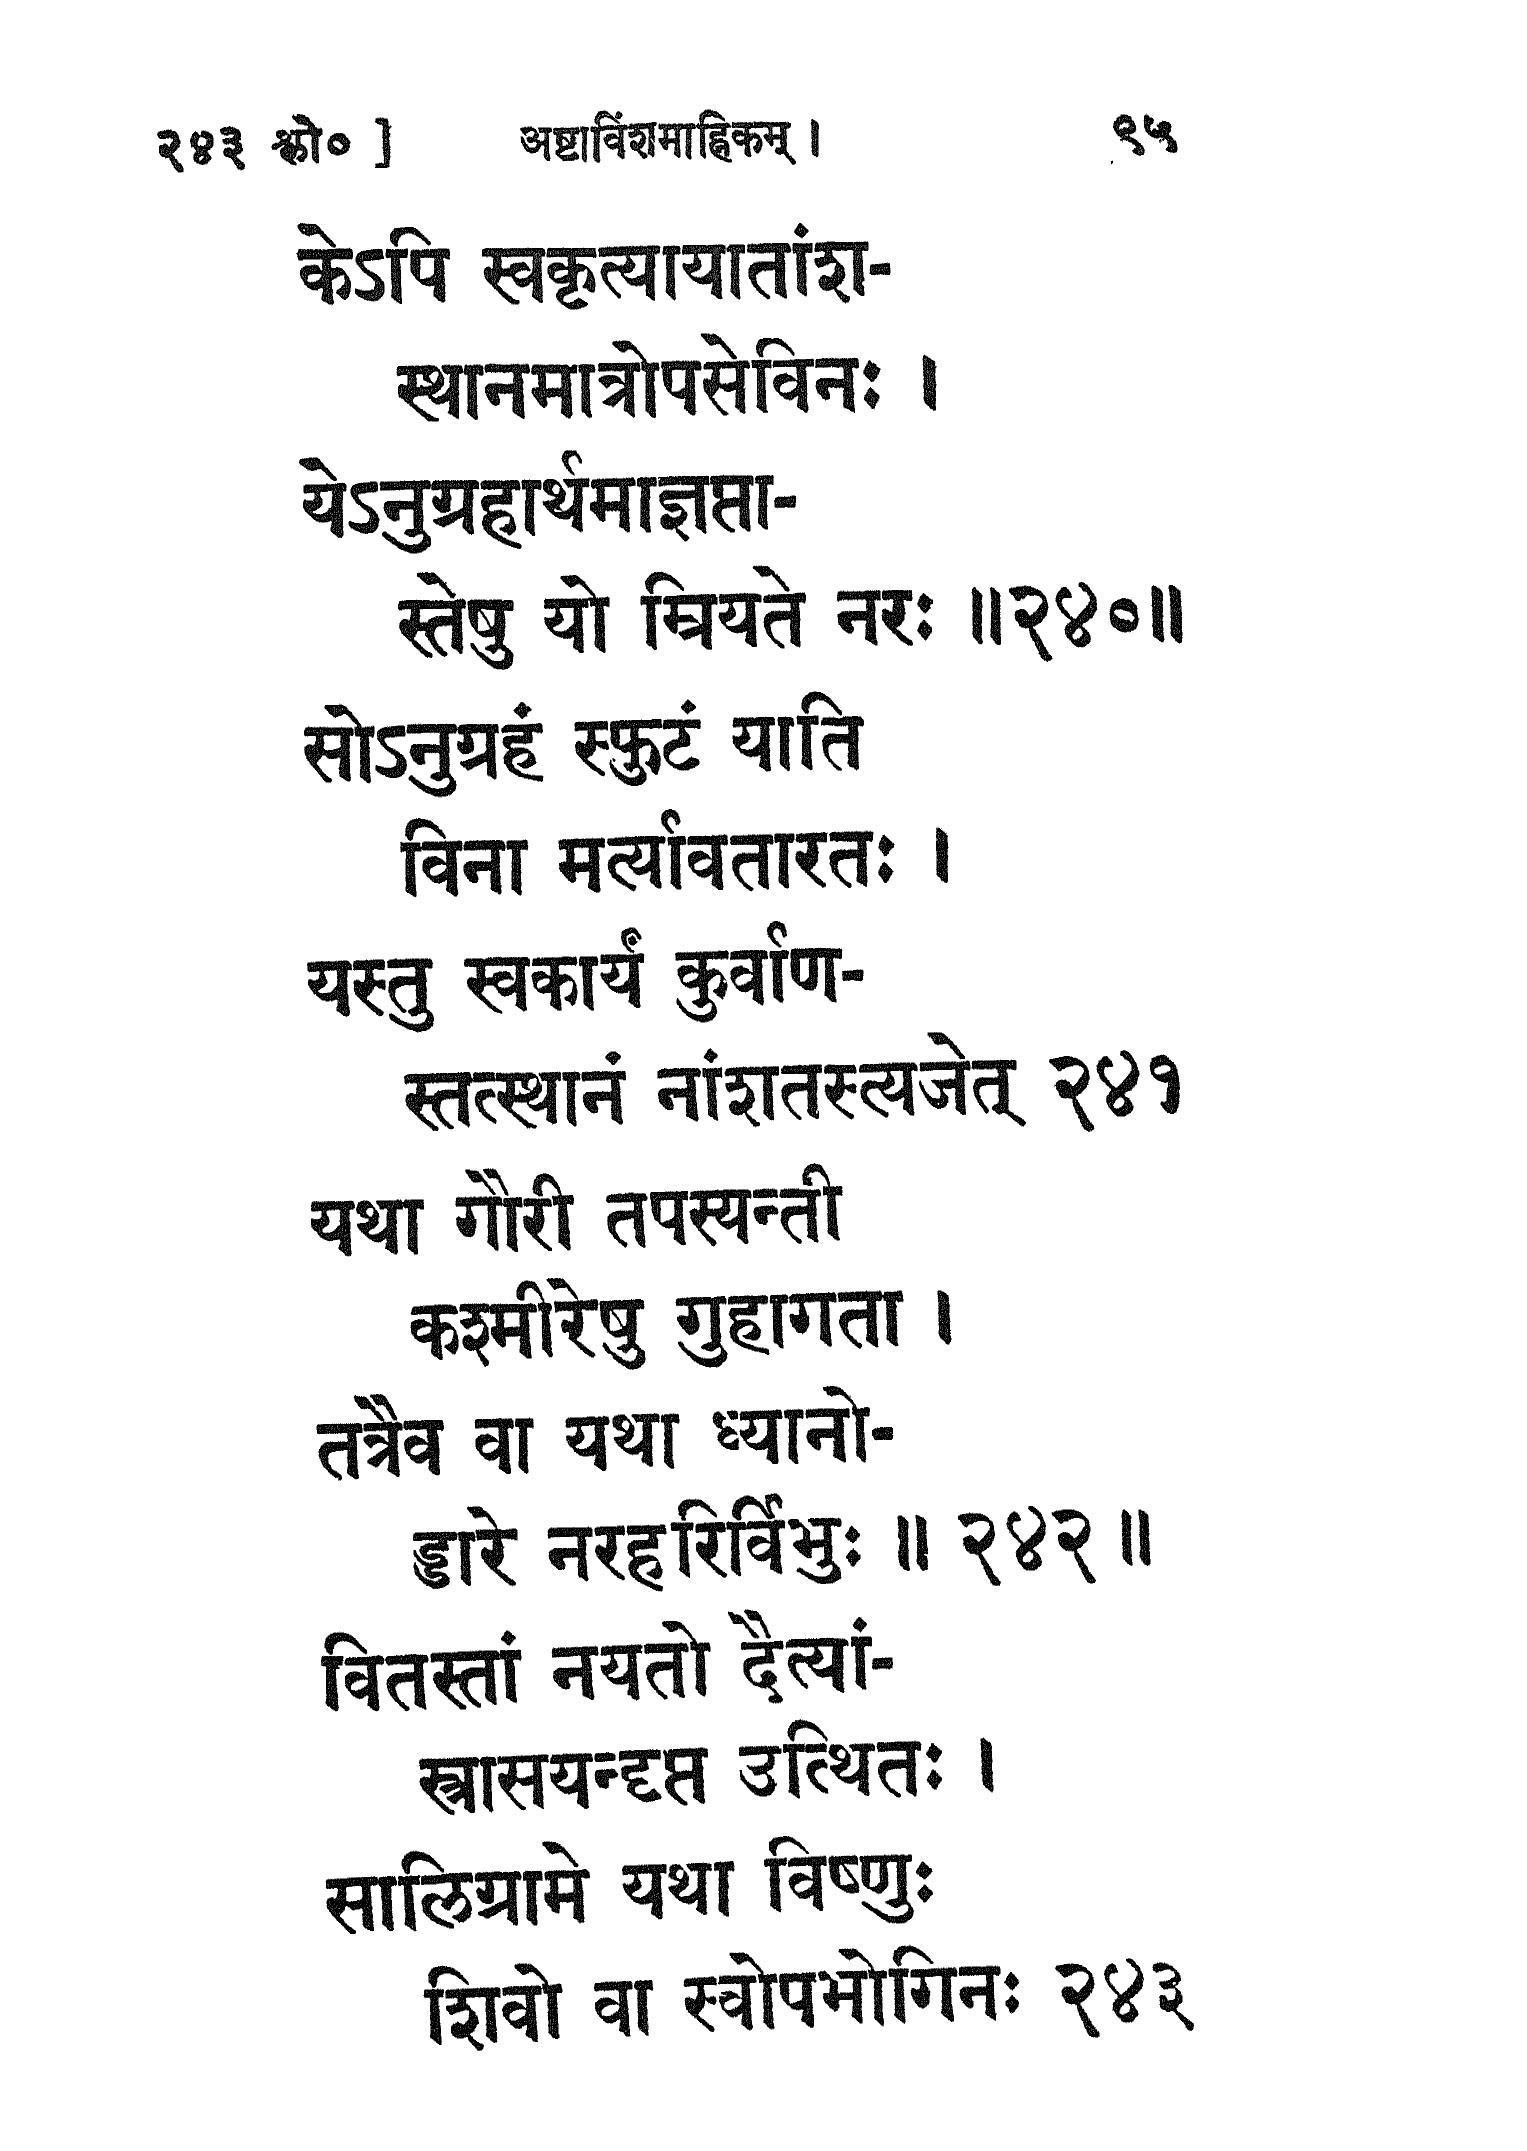 २४३ श्लो० ] अष्टाविंशमाह्निकम् । ९५
केऽपि स्वकृत्यायातांश-
स्थानमात्रोपसेविनः ।
येऽनुग्रहार्थमाज्ञप्ता-
स्तेषु यो म्रियते नरः ॥२४०॥
सोऽनुग्रहं स्फुटं याति
विना मर्त्यावतारतः ।
यस्तु स्वकार्यं कुर्वाण-
स्तत्स्थानं नांशतस्त्यजेत् २४१
यथा गौरी तपस्यन्ती
कश्मीरेषु गुहागता ।
तत्रैव वा यथा ध्यानो-
ड्डारे नरहरिर्विभुः ॥ २४२ ॥
वितस्तां नयतो दैत्यां-
स्त्रासयन्दृप्त उत्थितः ।
सालिग्रामे यथा विष्णुः
शिवो वा स्वोपभोगिनः २४३